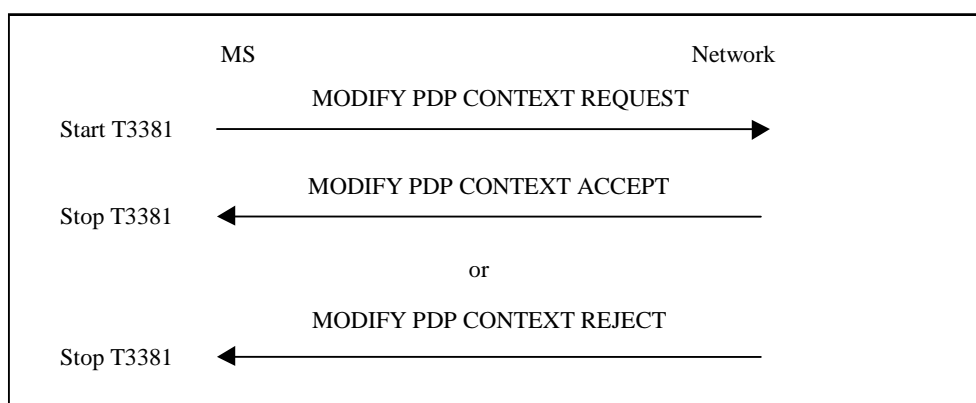 MS Network
MODIFY PDP CONTEXT REQUEST
Start T3381
MODIFY PDP CONTEXT ACCEPT
Stop T3381
or
MODIFY PDP CONTEXT REJECT
Stop T3381